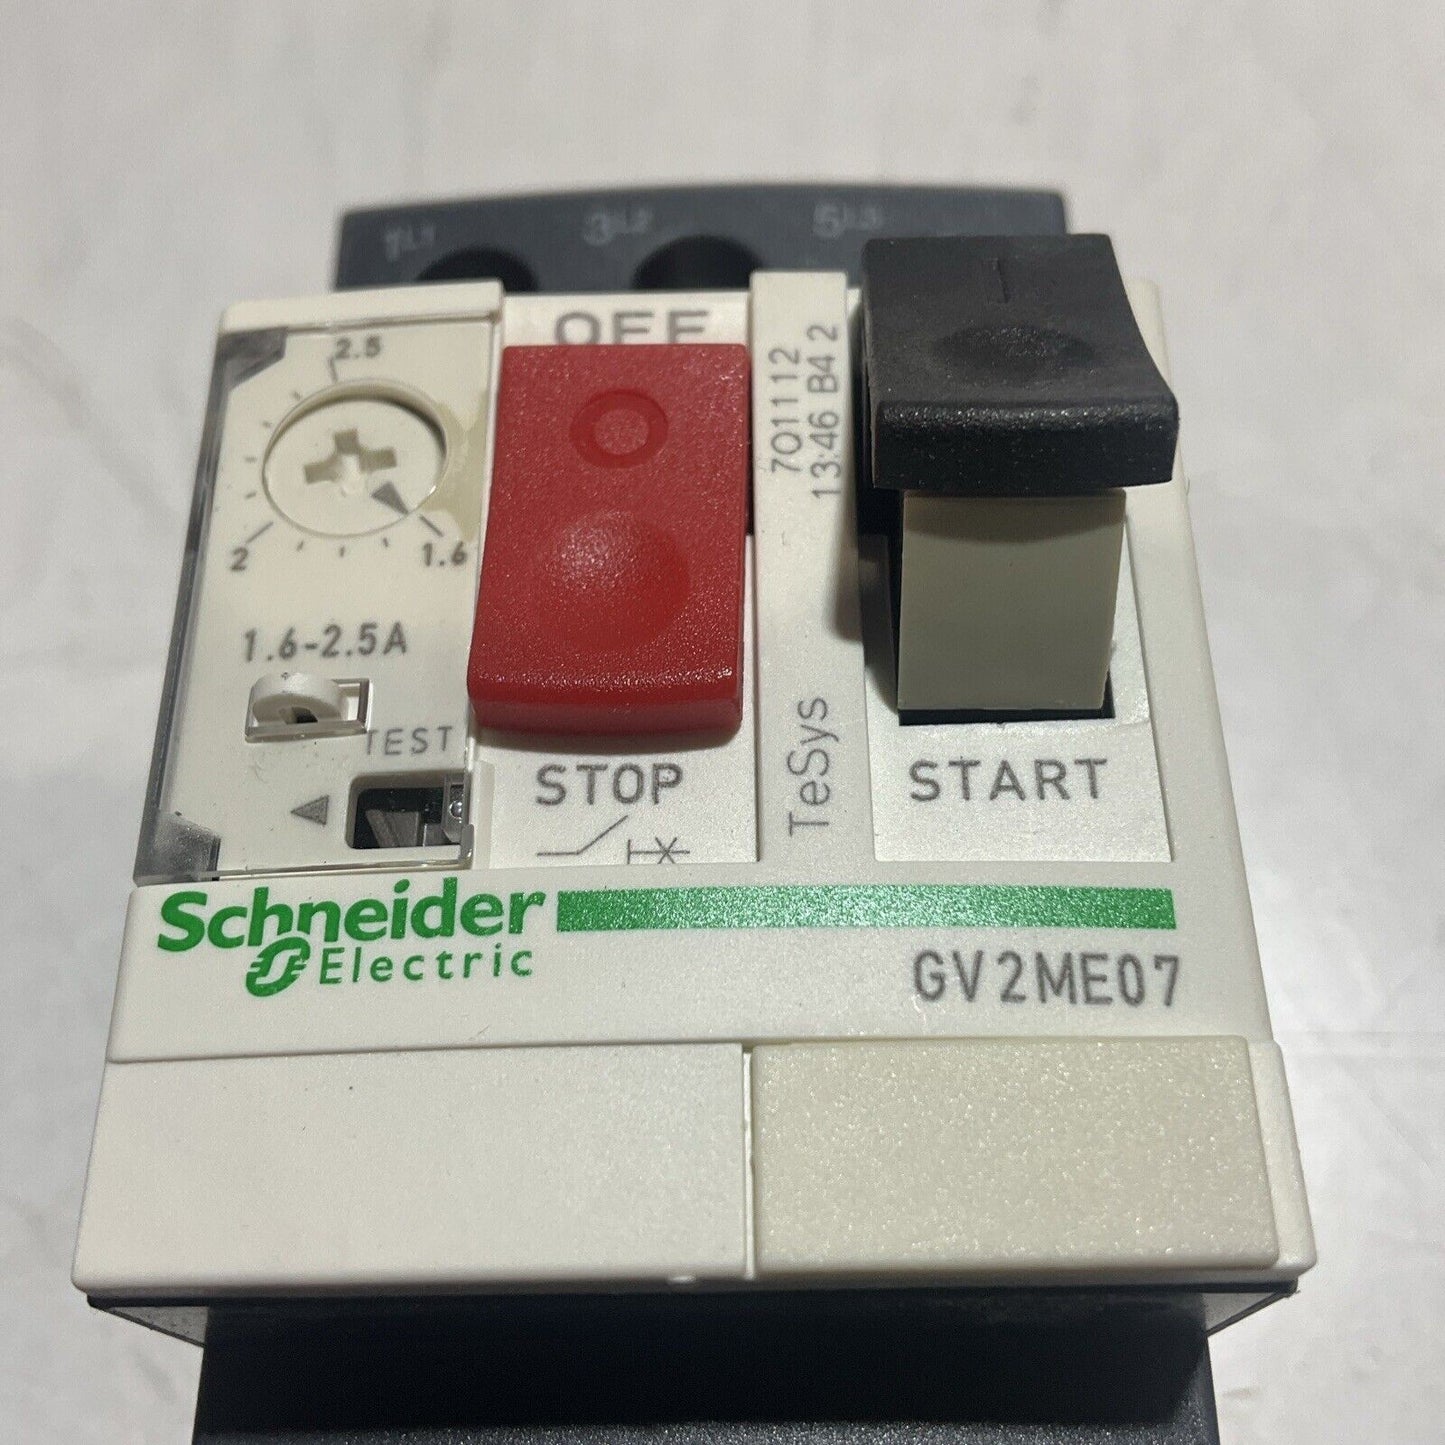 1L1 3L2 5L3
OFF
I
2.5
2
1.6
1.6-2.5A
TEST
STOP
7Q1112
13:46 B4 2
TeSys
START
Schneider
Electric
GV2ME07